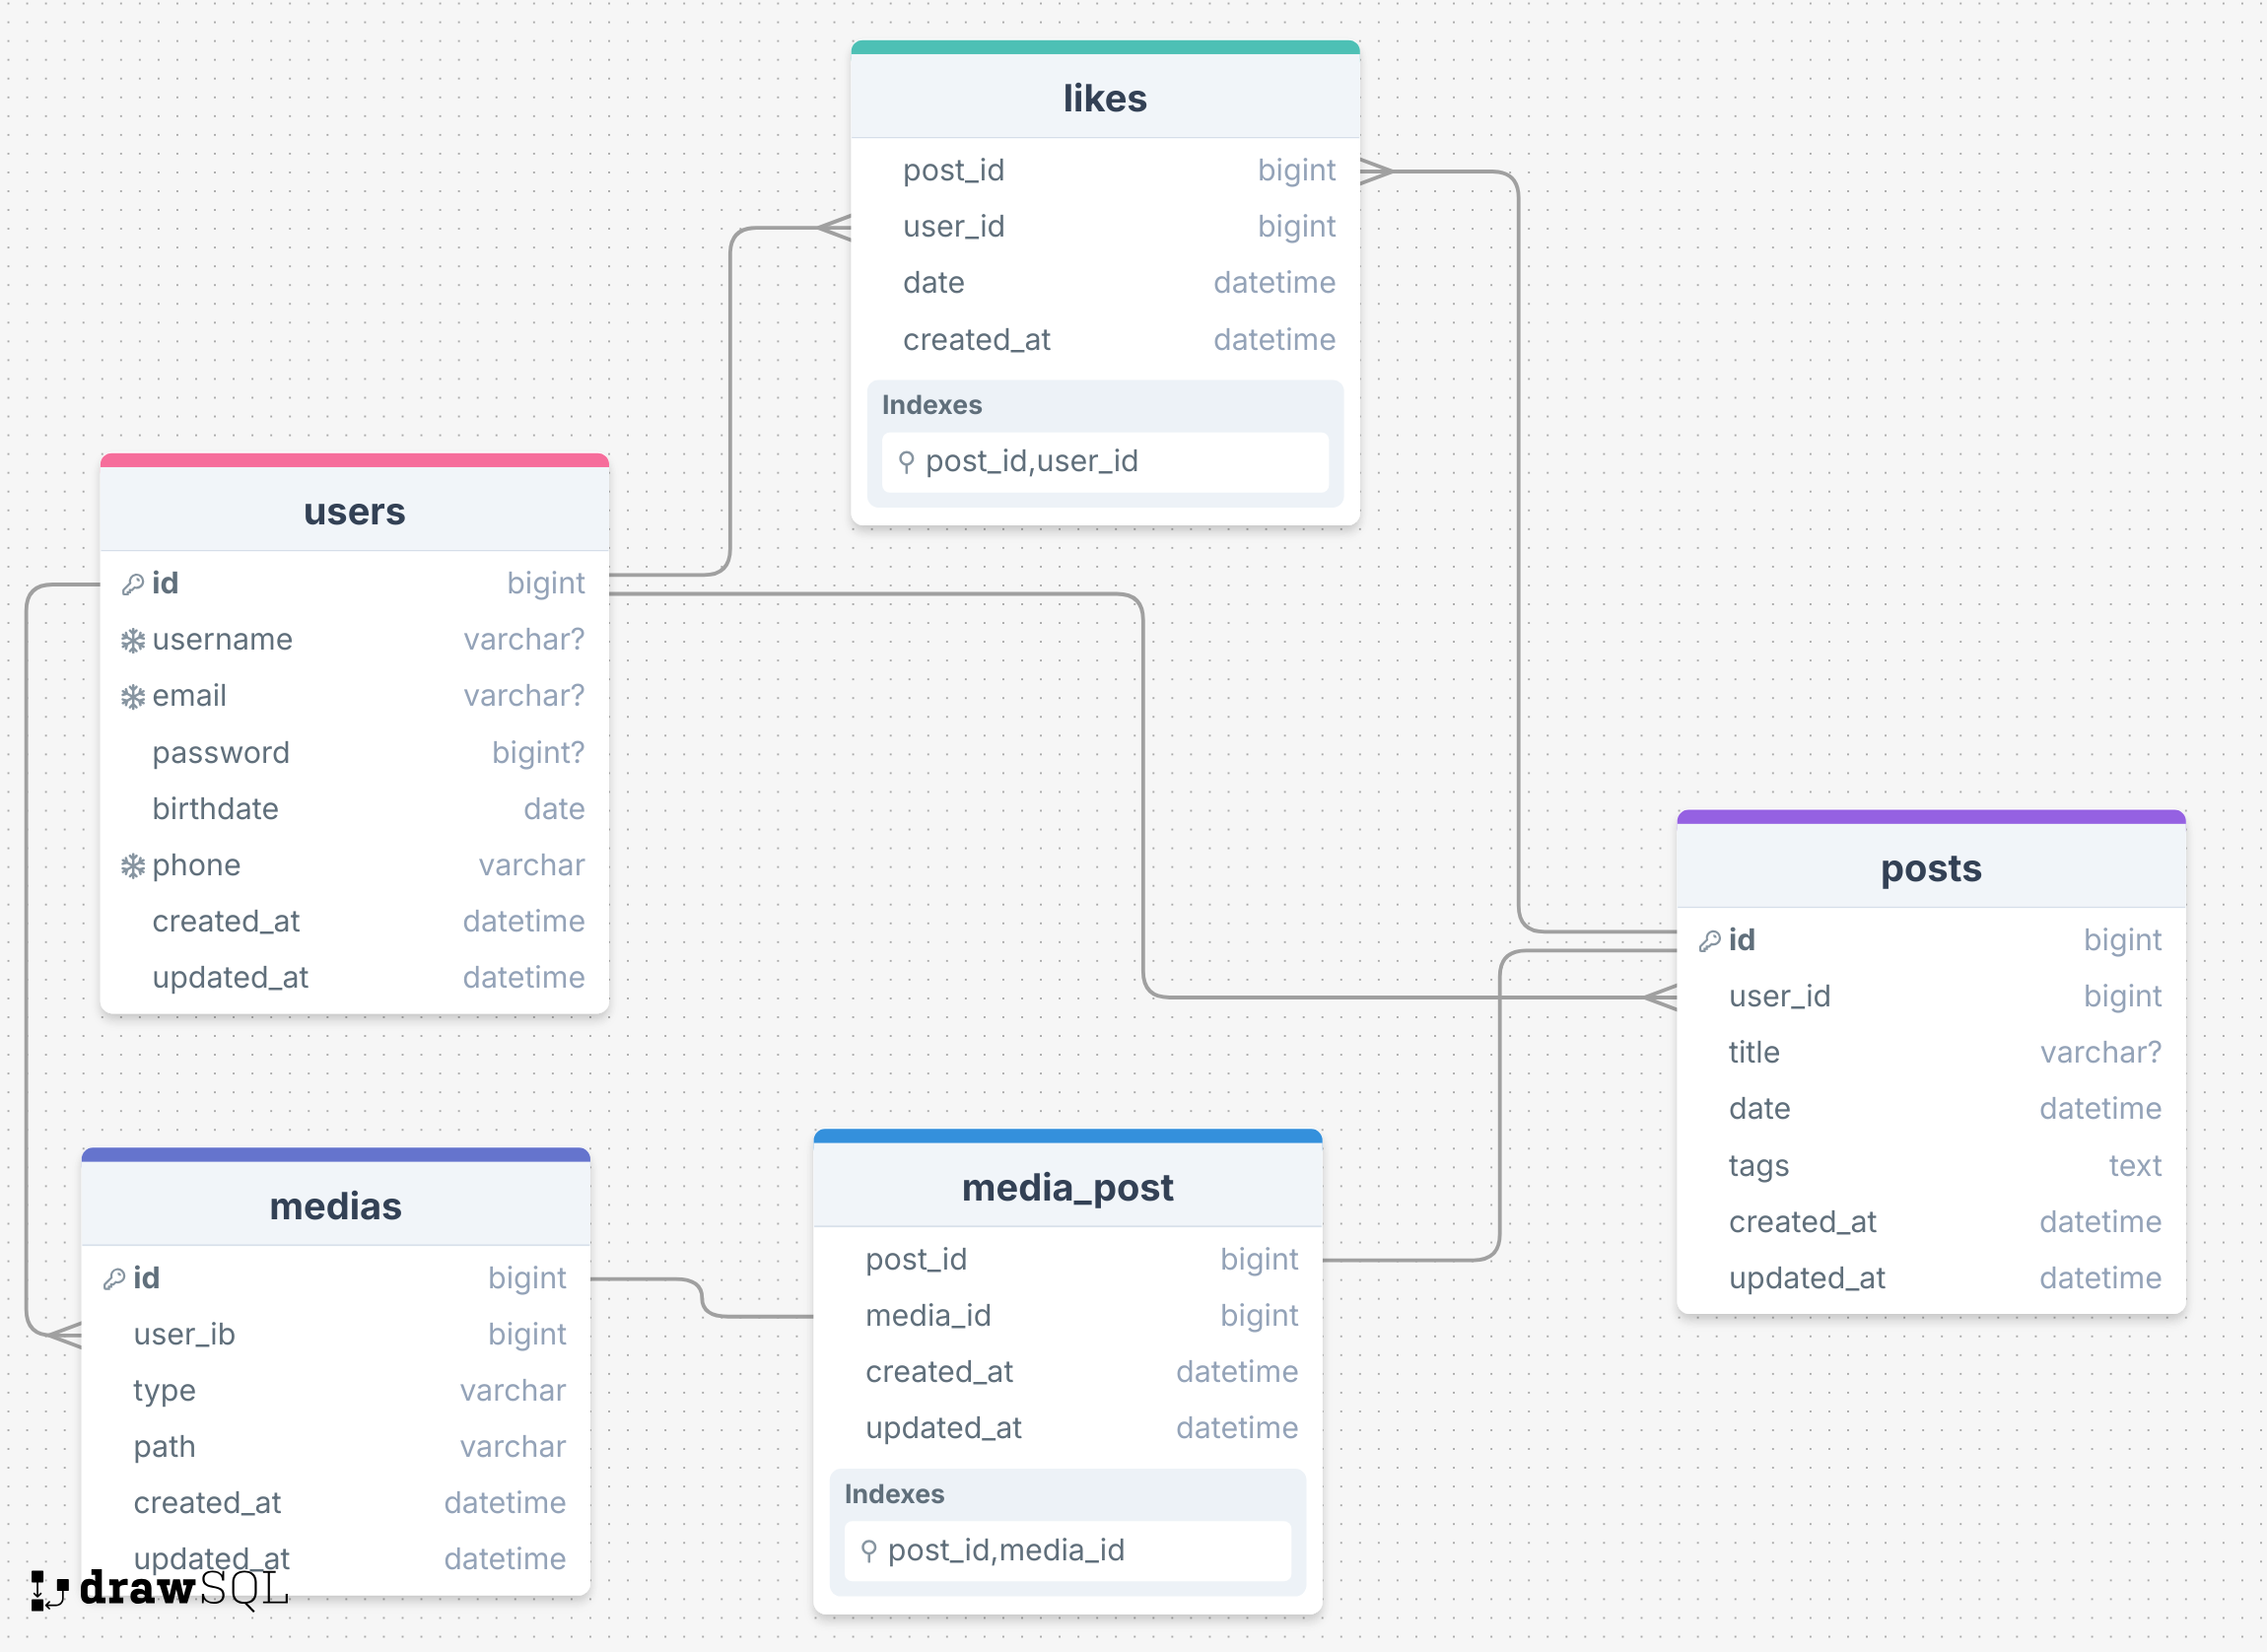 likes
post_id bigint
user_id bigint
date datetime
created_at datetime
Indexes
post_id,user_id
users
id bigint
username varchar?
email varchar?
password bigint?
birthdate date
phone varchar
created_at datetime
updated_at datetime
posts
id bigint
user_id bigint
title varchar?
date datetime
tags text
created_at datetime
updated_at datetime
medias
id bigint
user_ib bigint
type varchar
path varchar
created_at datetime
updated_at datetime
media_post
post_id bigint
media_id bigint
created_at datetime
updated_at datetime
Indexes
post_id,media_id
drawSQL